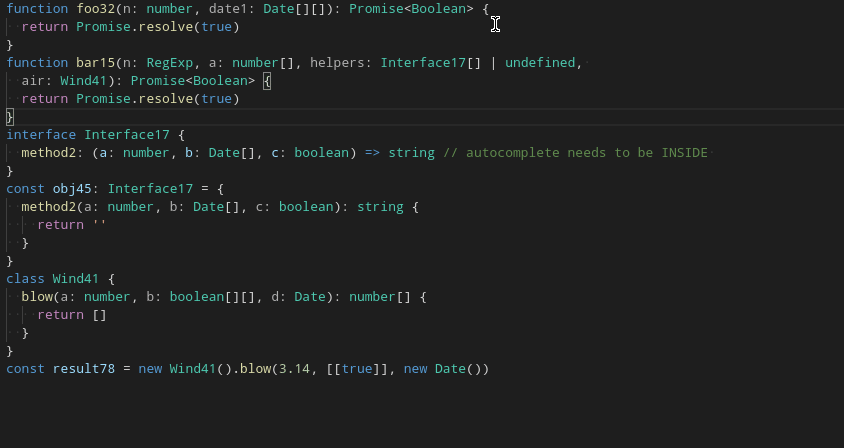 function foo32(n: number, date1: Date[][]): Promise<Boolean> {
  return Promise.resolve(true)
}
function bar15(n: RegExp, a: number[], helpers: Interface17[] | undefined,
  air: Wind41): Promise<Boolean> {
  return Promise.resolve(true)
}
interface Interface17 {
  method2: (a: number, b: Date[], c: boolean) => string // autocomplete needs to be INSIDE
}
const obj45: Interface17 = {
  method2(a: number, b: Date[], c: boolean): string {
    return ''
  }
}
class Wind41 {
  blow(a: number, b: boolean[][], d: Date): number[] {
    return []
  }
}
const result78 = new Wind41().blow(3.14, [[true]], new Date())